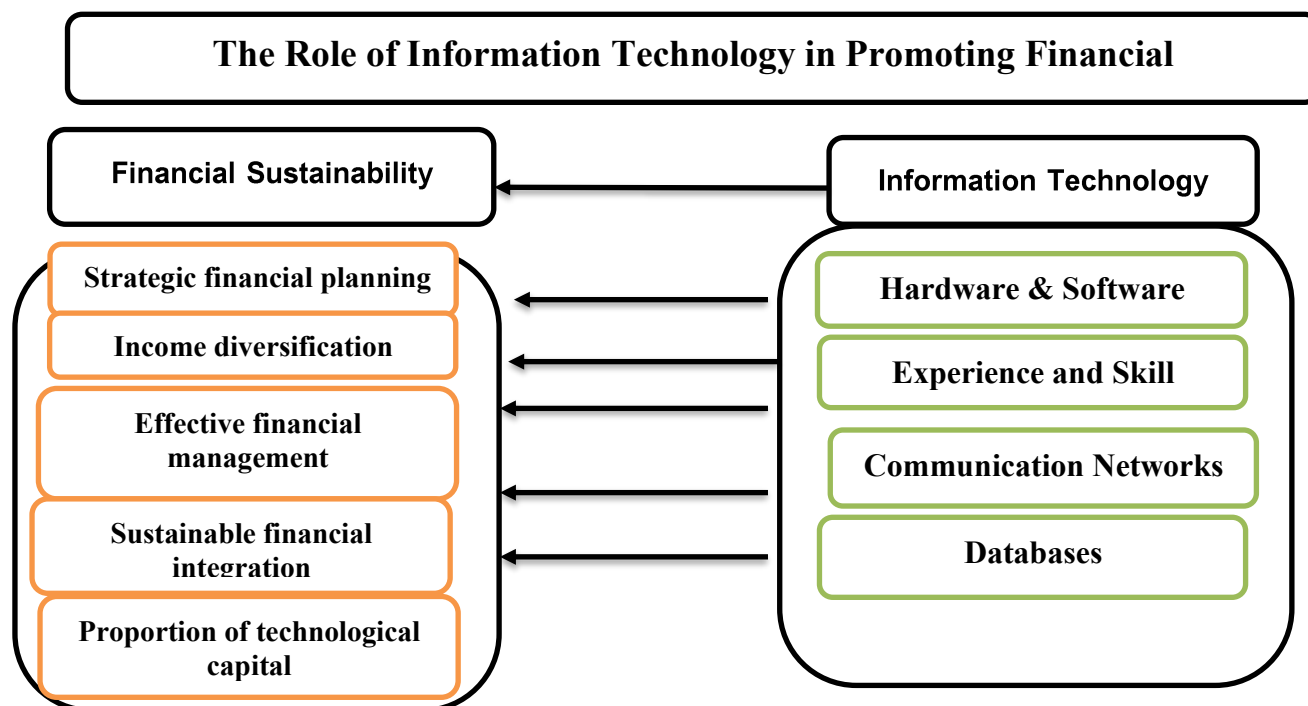 The Role of Information Technology in Promoting Financial
Financial Sustainability
Information Technology
Strategic financial planning
Income diversification
Effective financial
management
Sustainable financial
integration
Proportion of technological
capital
Hardware & Software
Experience and Skill
Communication Networks
Databases